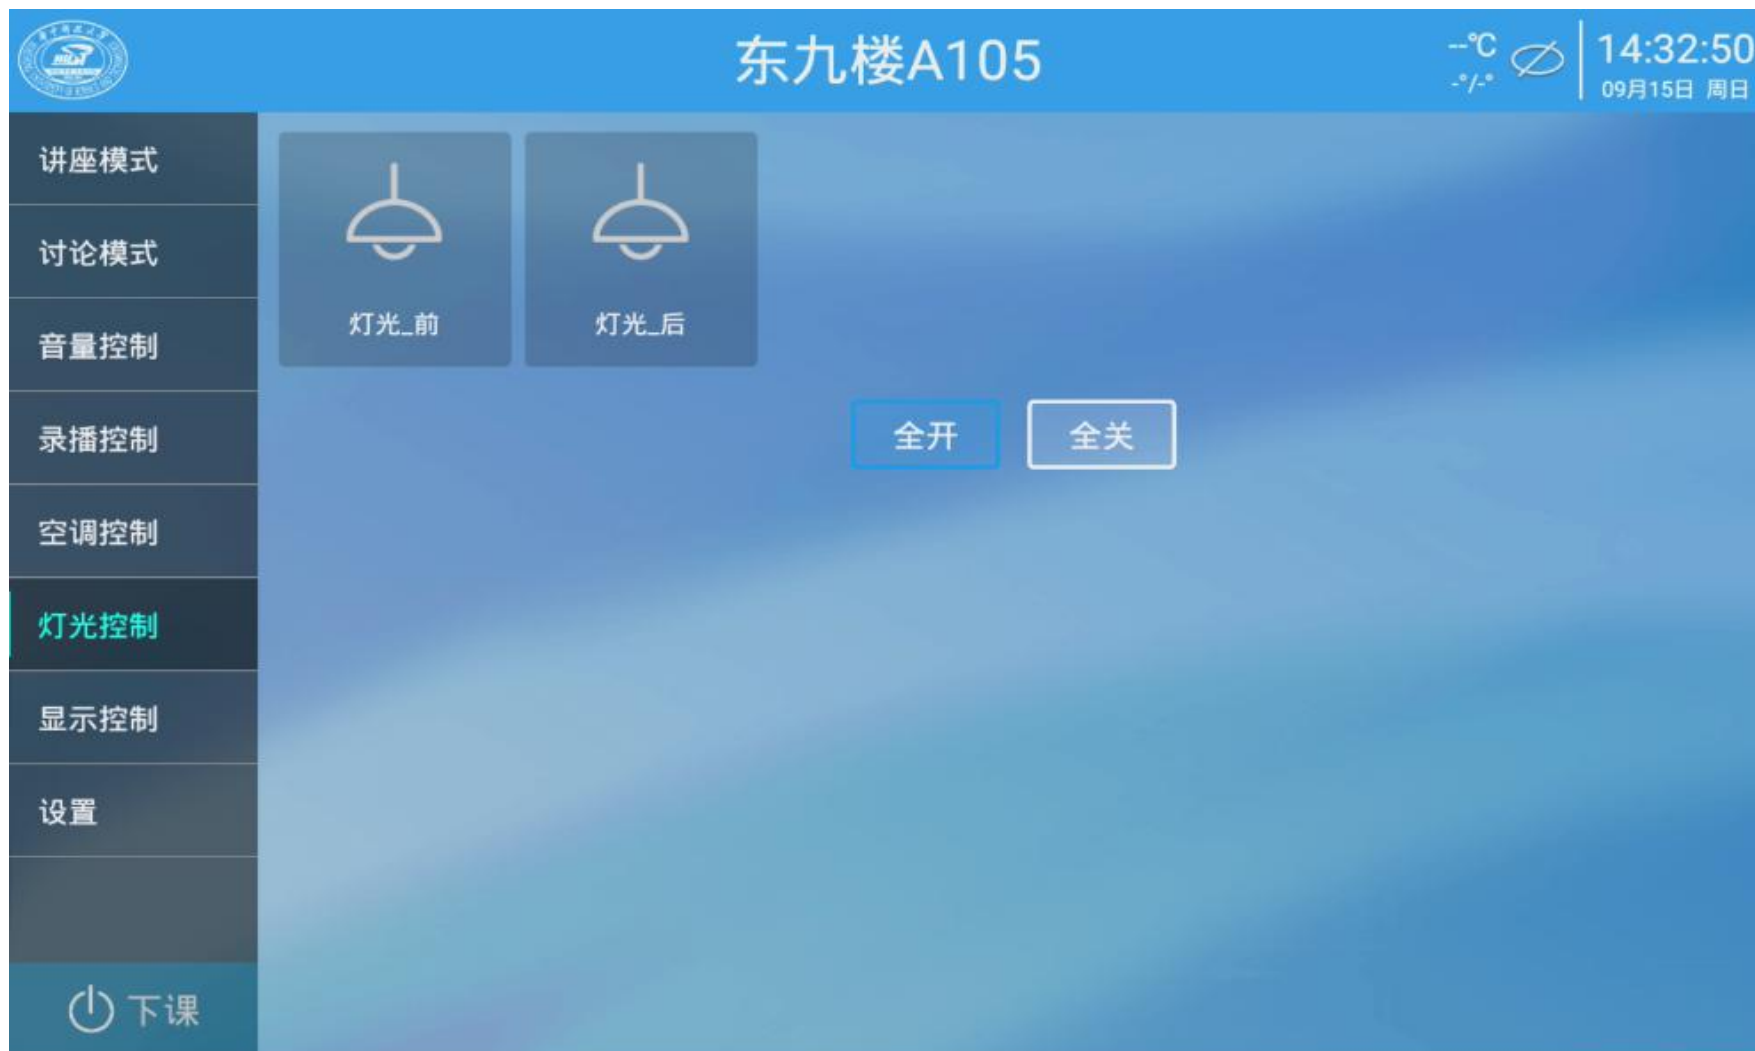 东九楼A105
--℃
-°/-°
14:32:50
09月15日 周日
讲座模式
讨论模式
音量控制
录播控制
空调控制
灯光控制
显示控制
设置
下课
灯光_前
灯光_后
全开
全关